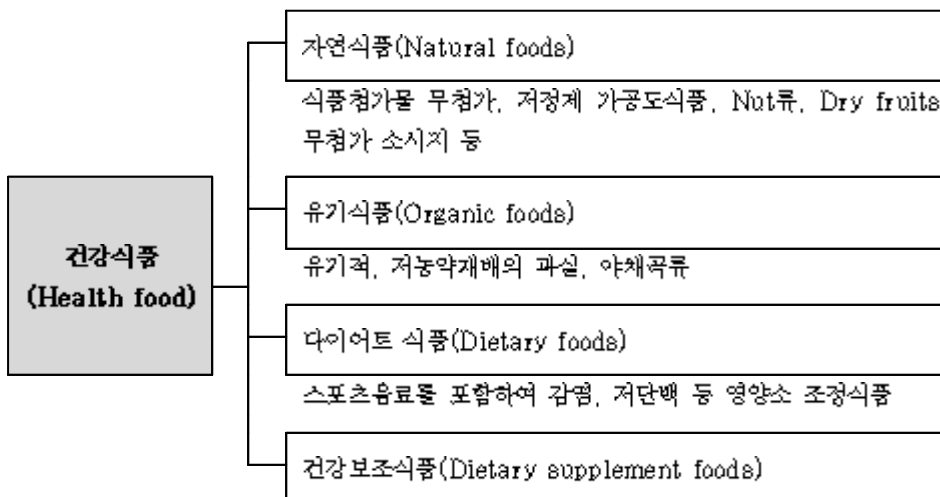 자연식품(Natural foods)
식품첨가물 무첨가, 저정제 가공도식품, Nut류, Dry fruits
무첨가 소시지 등
건강식품
(Health food)
유기식품(Organic foods)
유기적, 저농약재배의 과실, 야채곡류
다이어트 식품(Dietary foods)
스포츠음료를 포함하여 감염, 저단백 등 영양소 조정식품
건강보조식품(Dietary supplement foods)